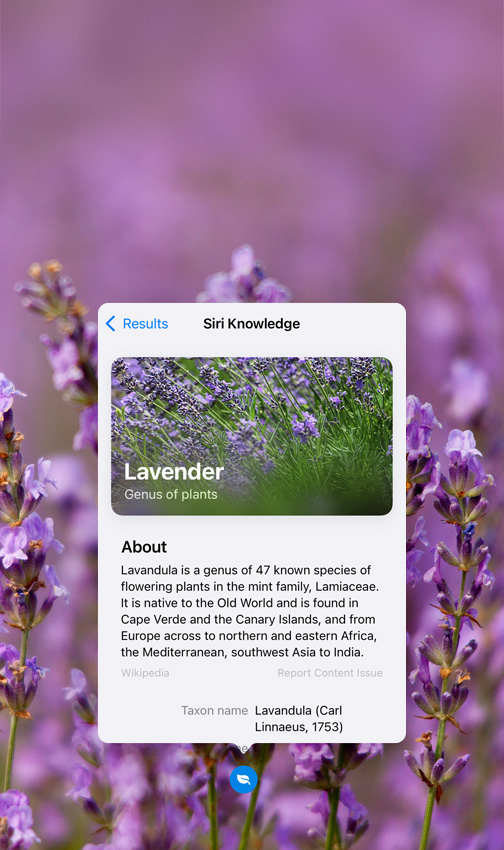 Results
Siri Knowledge
Lavender
Genus of plants
About
Lavandula is a genus of 47 known species of
flowering plants in the mint family, Lamiaceae.
It is native to the Old World and is found in
Cape Verde and the Canary Islands, and from
Europe across to northern and eastern Africa,
the Mediterranean, southwest Asia to India.
Wikipedia Report Content Issue
Taxon name Lavandula (Carl
Linnaeus, 1753)